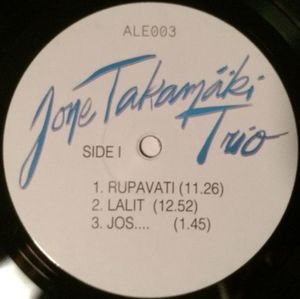 ALE003
Jone Takamäki
Trio
SIDE I
1. RUPAVATI (11.26)
2. LALIT (12.52)
3. JOS.... (1.45)